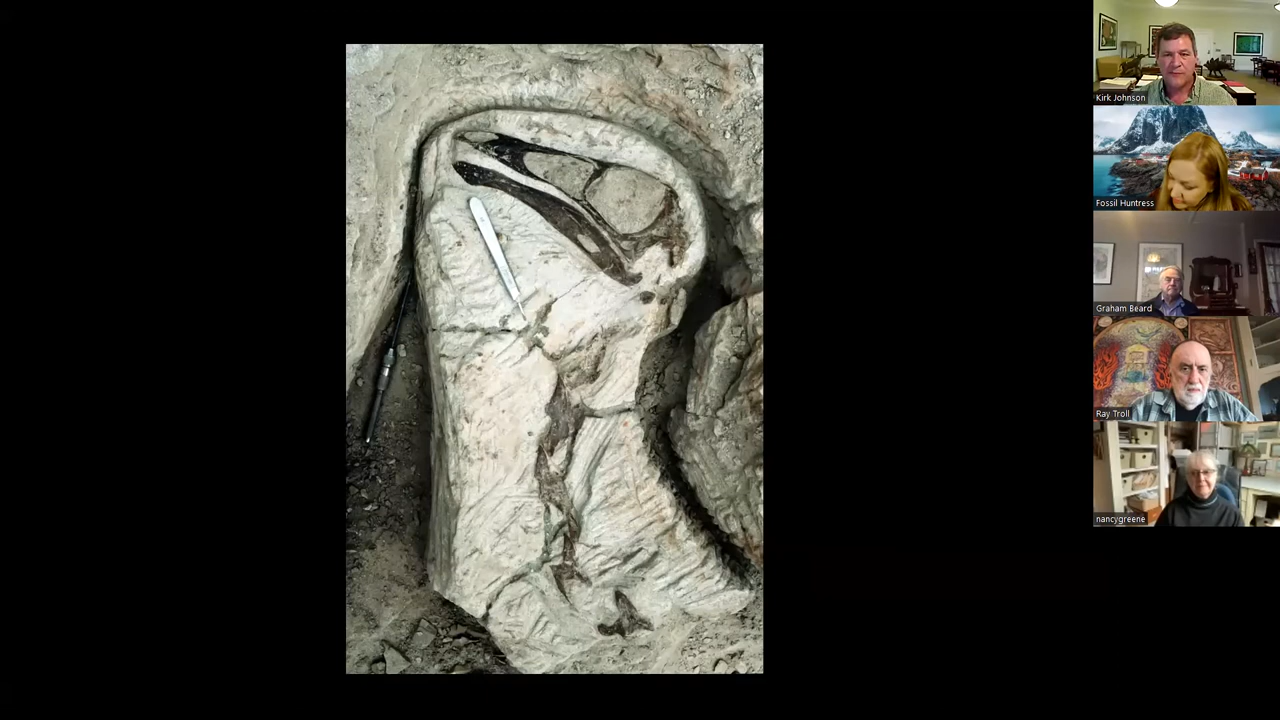 Kirk Johnson
Fossil Huntress
Graham Beard
Ray Troll
nancygreene